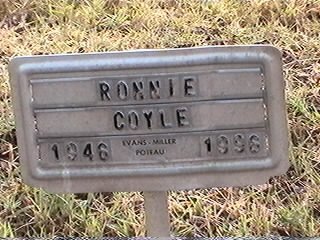 RONNIE
COYLE
1946 EVANS-MILLER POTEAU 1996